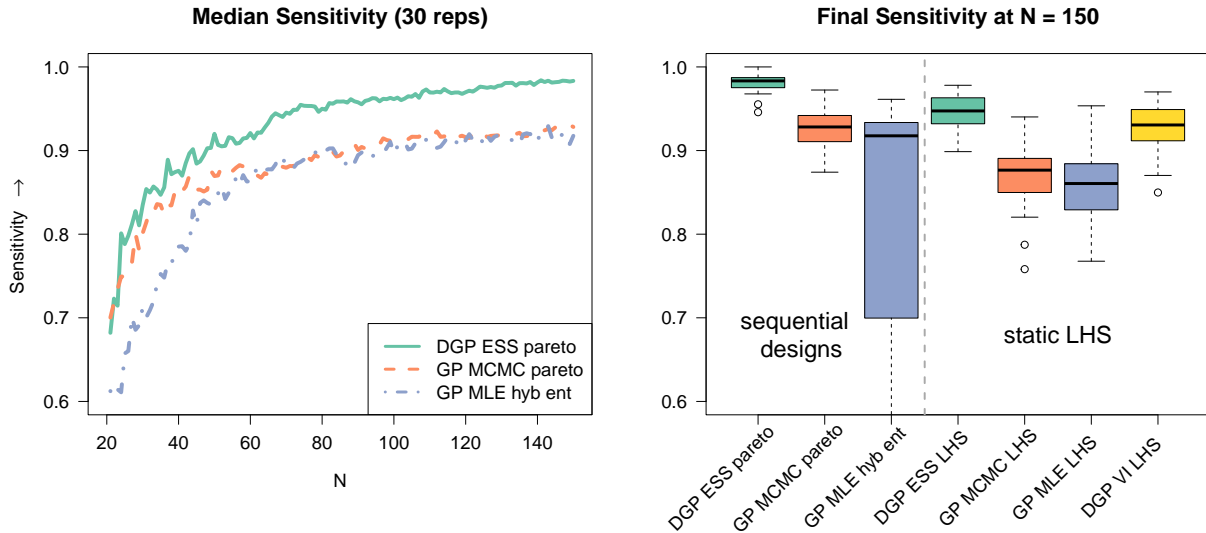 Median Sensitivity (30 reps)
Sensitivity →
1.0
0.9
0.8
0.7
0.6
20 40 60 80 100 120 140
N
DGP ESS pareto
GP MCMC pareto
GP MLE hyb ent
Final Sensitivity at N = 150
1.0
0.9
0.8
0.7
0.6
sequential
designs
static LHS
DGP ESS pareto
GP MCMC pareto
GP MLE hyb ent
DGP ESS LHS
GP MCMC LHS
GP MLE LHS
DGP VI LHS